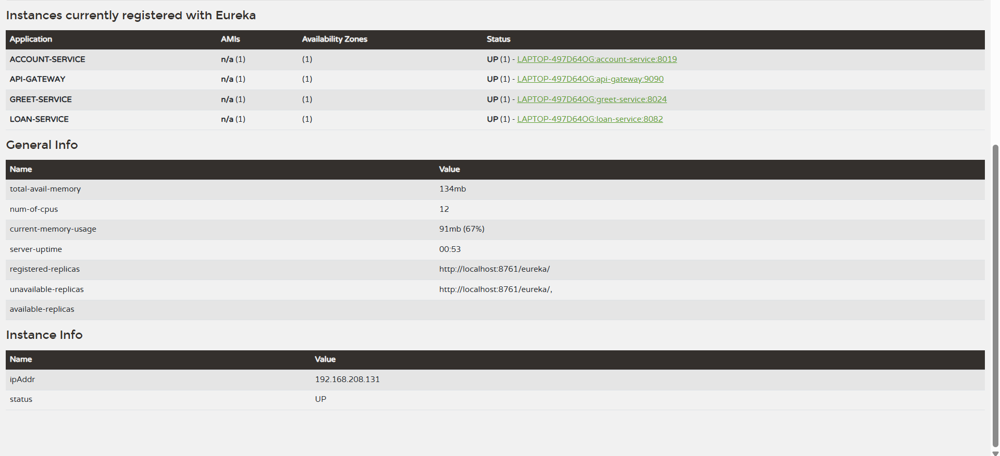 Instances currently registered with Eureka
Application AMIs Availability Zones Status
ACCOUNT-SERVICE n/a (1) (1) UP (1) - LAPTOP-497D64OG:account-service:8019
API-GATEWAY n/a (1) (1) UP (1) - LAPTOP-497D64OG:api-gateway:9090
GREET-SERVICE n/a (1) (1) UP (1) - LAPTOP-497D64OG:greet-service:8024
LOAN-SERVICE n/a (1) (1) UP (1) - LAPTOP-497D64OG:loan-service:8082
General Info
Name Value
total-avail-memory 134mb
num-of-cpus 12
current-memory-usage 91mb (67%)
server-uptime 00:53
registered-replicas http://localhost:8761/eureka/
unavailable-replicas http://localhost:8761/eureka/,
available-replicas
Instance Info
Name Value
ipAddr 192.168.208.131
status UP